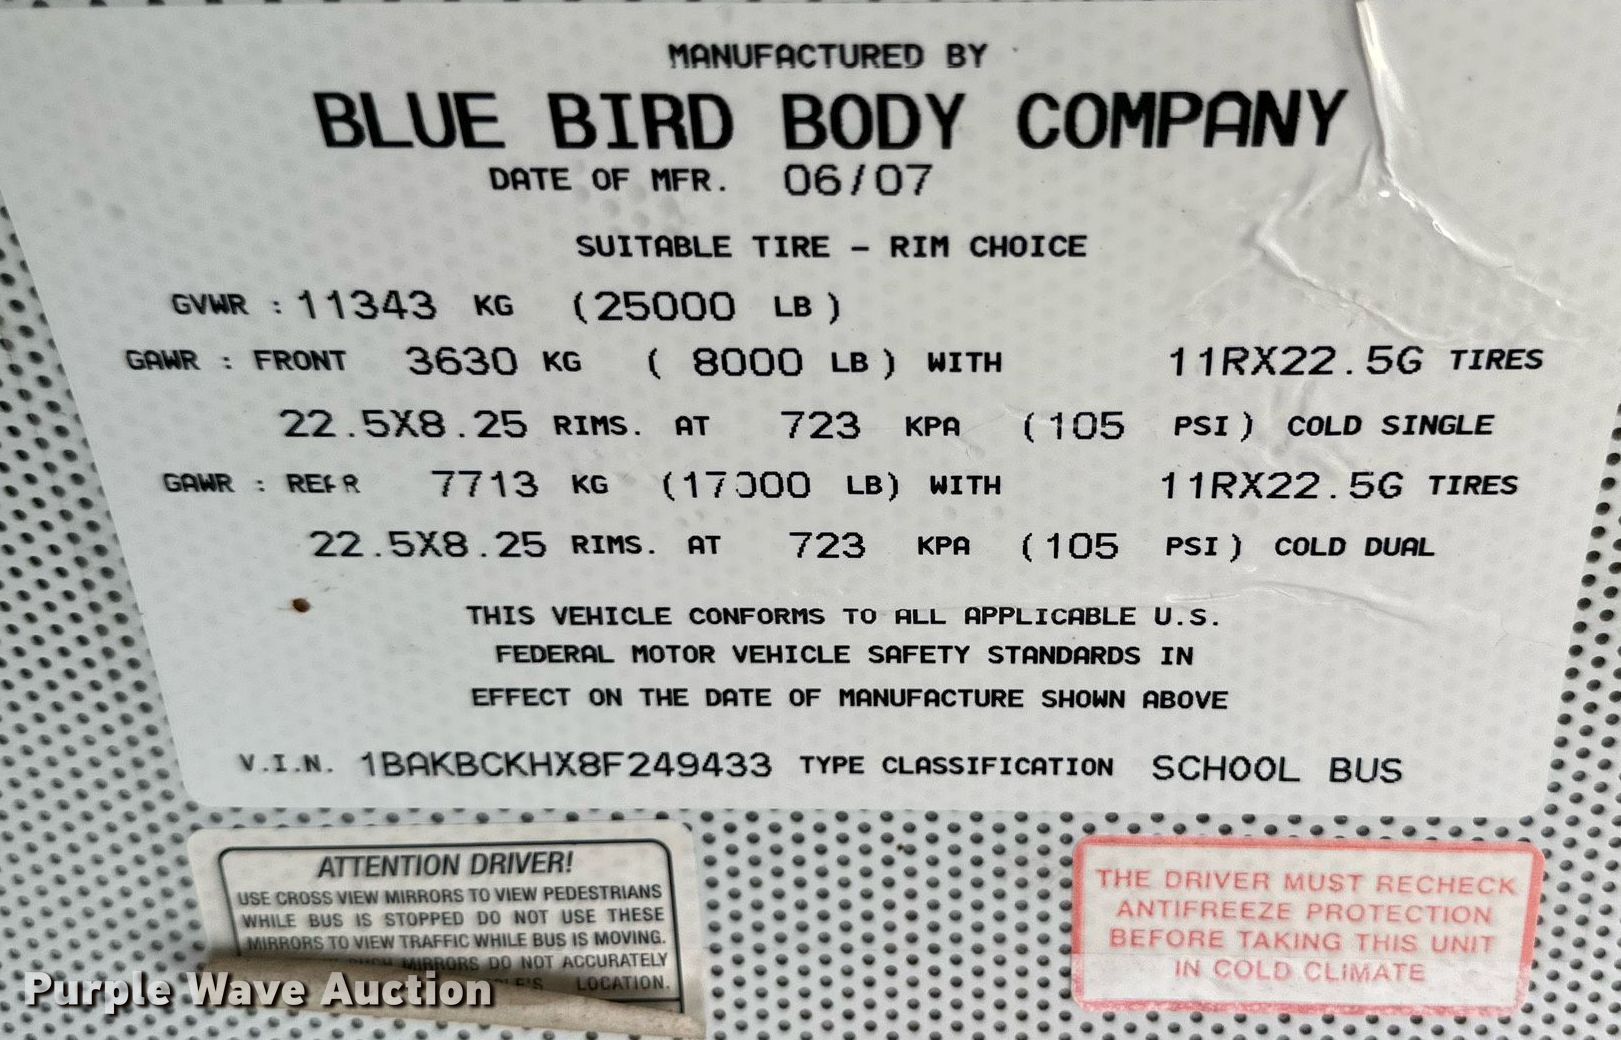 MANUFACTURED BY
BLUE BIRD BODY COMPANY
DATE OF MFR. 06/07
SUITABLE TIRE - RIM CHOICE
GVWR : 11343 KG (25000 LB )
GAWR : FRONT 3630 KG ( 8000 LB ) WITH 11RX22.5G TIRES
22.5X8.25 RIMS. AT 723 KPA (105 PSI ) COLD SINGLE
GAWR : REAR 7713 KG (17000 LB) WITH 11RX22.5G TIRES
22.5X8.25 RIMS. AT 723 KPA (105 PSI ) COLD DUAL
THIS VEHICLE CONFORMS TO ALL APPLICABLE U.S.
FEDERAL MOTOR VEHICLE SAFETY STANDARDS IN
EFFECT ON THE DATE OF MANUFACTURE SHOWN ABOVE
V.I.N. 1BAKBCKHX8F249433 TYPE CLASSIFICATION SCHOOL BUS
ATTENTION DRIVER!
USE CROSS VIEW MIRRORS TO VIEW PEDESTRIANS
WHILE BUS IS STOPPED DO NOT USE THESE
MIRRORS TO VIEW TRAFFIC WHILE BUS IS MOVING.
MIRRORS DO NOT ACCURATELY
LOCATION.
THE DRIVER MUST RECHECK
ANTIFREEZE PROTECTION
BEFORE TAKING THIS UNIT
IN COLD CLIMATE
Purple Wave Auction